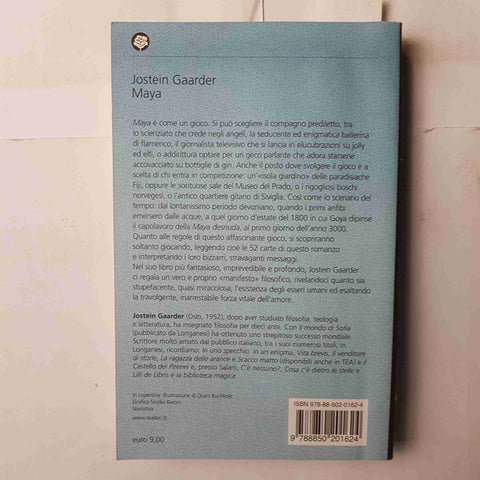 Jostein Gaarder
Maya
Maya è come un gioco. Si può scegliere il compagno prediletto, tra
lo scienziato che crede negli angeli, la seducente ed enigmatica ballerina
di flamenco, il giornalista televisivo che si lancia in elucubrazioni su jolly
ed elfi, o addirittura optare per un geco parlante che adora starsene
accovacciato su bottiglie di gin. Anche il posto dove svolgere il gioco è a
scelta di chi entra in competizione: un'«isola giardino» delle paradisiache
Fiji, oppure le sontuose sale del Museo del Prado, o i rigogliosi boschi
norvegesi, o l'antico quartiere gitano di Siviglia. Così come lo scenario del
tempo: dal lontanissimo periodo devoniano, quando i primi anfibi
emersero dalle acque, a quel giorno d'estate del 1800 in cui Goya dipinse
il capolavoro della Maya desnuda, al primo giorno dell'anno 3000.
Quanto alle regole di questo affascinante gioco, si scopriranno
soltanto giocando, leggendo cioè le 52 carte di questo romanzo
e interpretando i loro bizzarri, stravaganti messaggi.
Nel suo libro più fantasioso, imprevedibile e profondo, Jostein Gaarder
ci regala un vero e proprio «manifesto» filosofico, rivelandoci quanto sia
stupefacente, quasi miracolosa, l'esistenza degli esseri umani ed esaltando
la travolgente, inarrestabile forza vitale dell'amore.
Jostein Gaarder (Oslo, 1952), dopo aver studiato filosofia, teologia
e letteratura, ha insegnato filosofia per dieci anni. Con Il mondo di Sofia
(pubblicato da Longanesi) ha ottenuto uno strepitoso successo mondiale.
Scrittore molto amato dal pubblico italiano, tra i suoi numerosi titoli, in
Longanesi, ricordiamo: In uno specchio, in un enigma, Vita brevis, Il venditore
di storie, La ragazza delle arance e Scacco matto (disponibili anche in TEA) e Il
Castello dei Pirenei e, presso Salani, C'è nessuno?, Cosa c'è dietro le stelle e
Lilli de Libris e la biblioteca magica.
In copertina: illustrazione di Quint Buchholz
Grafica Studio Baroni
Narrativa
www.tealibri.it
euro 9,00
ISBN 978-88-502-0162-4
9 788850 201624